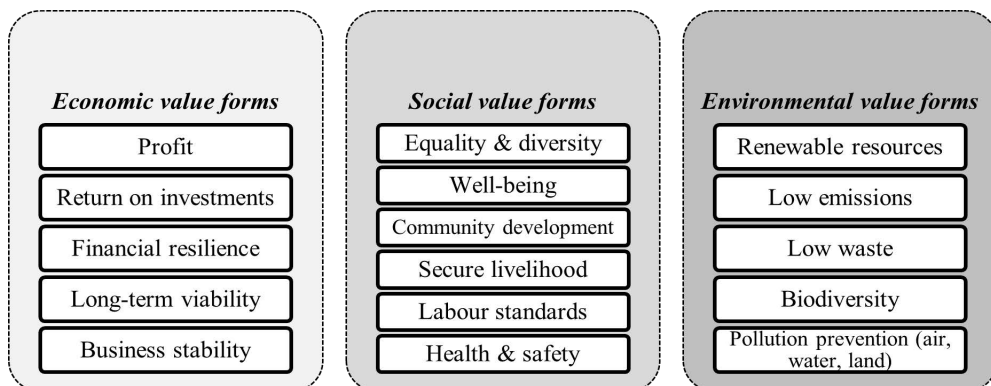 Economic value forms
Profit
Return on investments
Financial resilience
Long-term viability
Business stability
Social value forms
Equality & diversity
Well-being
Community development
Secure livelihood
Labour standards
Health & safety
Environmental value forms
Renewable resources
Low emissions
Low waste
Biodiversity
Pollution prevention (air,
water, land)